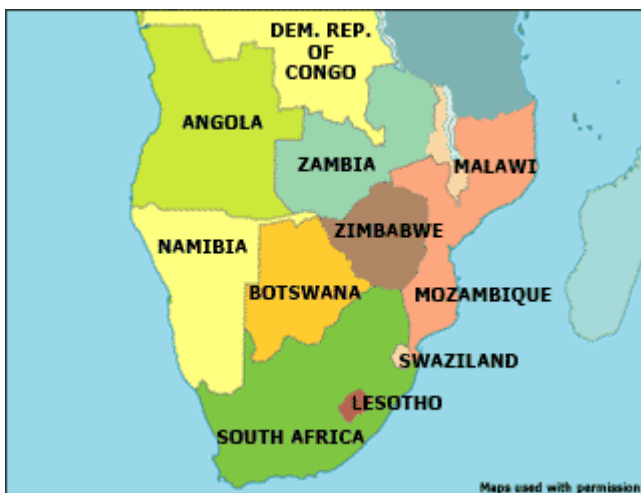 DEM. REP.
OF
CONGO
ANGOLA
ZAMBIA
MALAWI
ZIMBABWE
NAMIBIA
BOTSWANA
MOZAMBIQUE
SWAZILAND
LESOTHO
SOUTH AFRICA
Maps used with permission